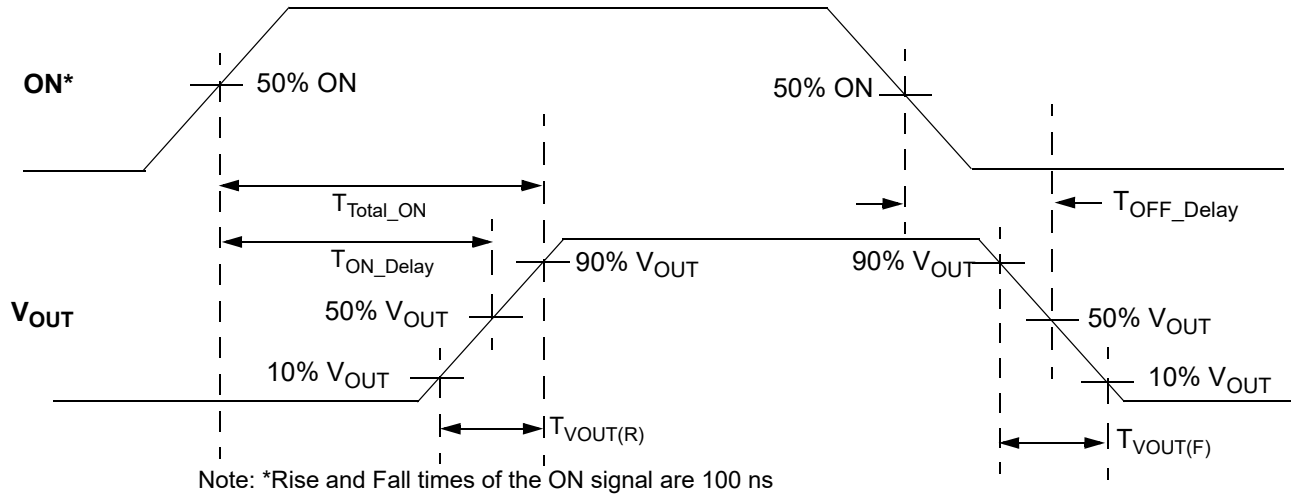 ON*
50% ON
50% ON
T_Total_ON
T_OFF_Delay
T_ON_Delay
90% V_OUT
90% V_OUT
V_OUT
50% V_OUT
50% V_OUT
10% V_OUT
10% V_OUT
T_VOUT(R)
T_VOUT(F)
Note: *Rise and Fall times of the ON signal are 100 ns